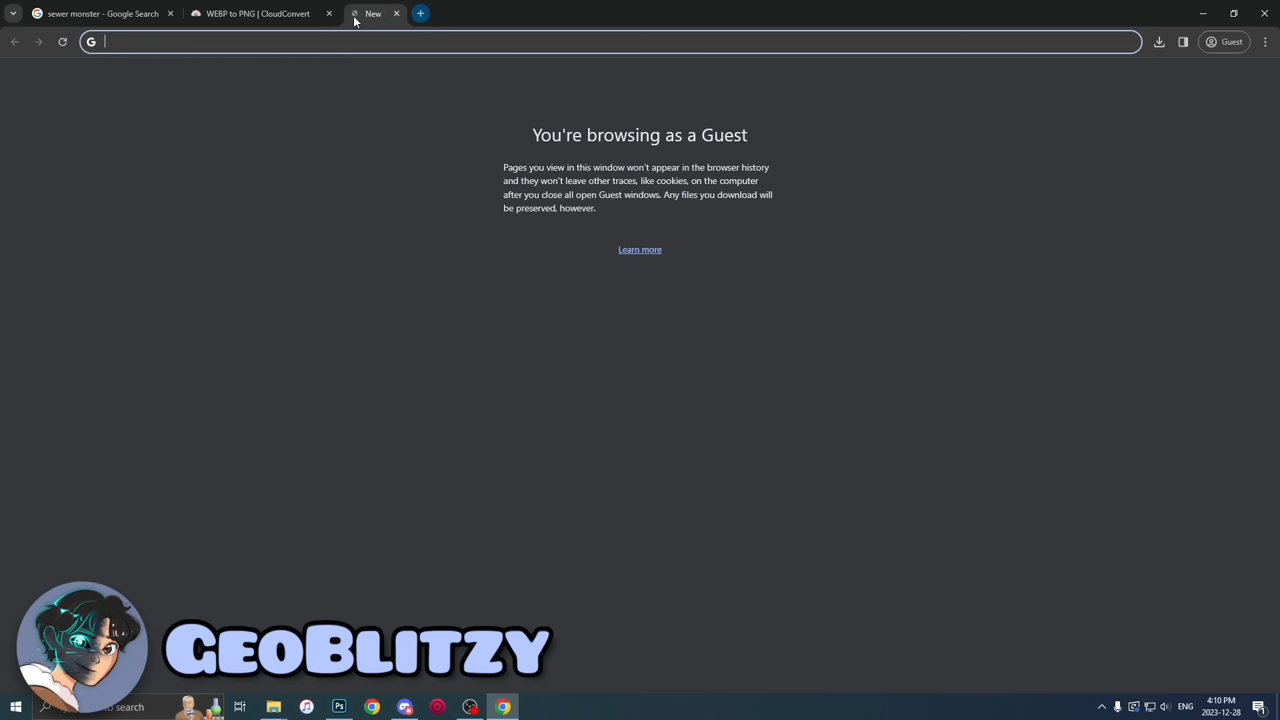 sewer monster - Google Search
WEBP to PNG | CloudConvert
New
Guest
You're browsing as a Guest
Pages you view in this window won't appear in the browser history
and they won't leave other traces, like cookies, on the computer
after you close all open Guest windows. Any files you download will
be preserved, however.
Learn more
GEOBLITZY
to search
Ps
ENG
4:10 PM
2023-12-28